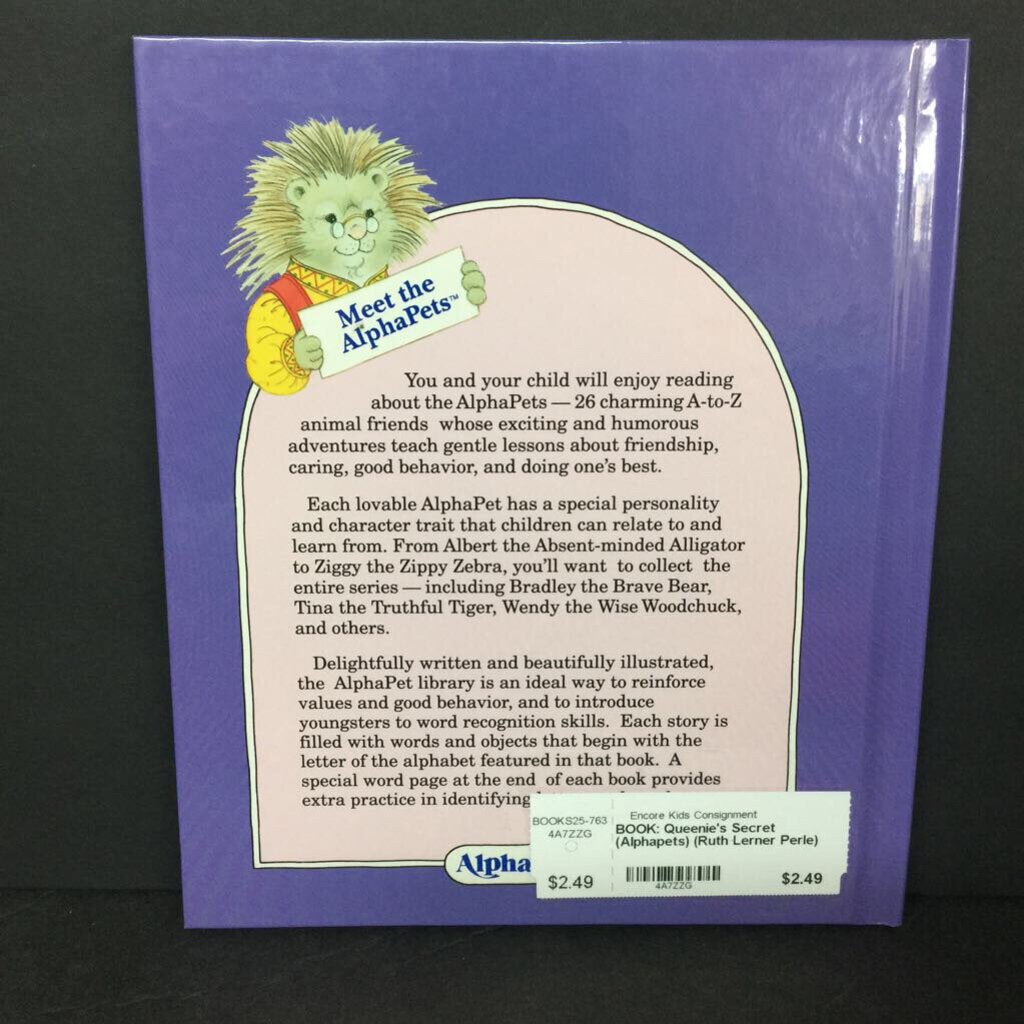 Meet the
AlphaPets™
You and your child will enjoy reading
about the AlphaPets — 26 charming A-to-Z
animal friends whose exciting and humorous
adventures teach gentle lessons about friendship,
caring, good behavior, and doing one's best.
Each lovable AlphaPet has a special personality
and character trait that children can relate to and
learn from. From Albert the Absent-minded Alligator
to Ziggy the Zippy Zebra, you'll want to collect the
entire series — including Bradley the Brave Bear,
Tina the Truthful Tiger, Wendy the Wise Woodchuck,
and others.
Delightfully written and beautifully illustrated,
the AlphaPet library is an ideal way to reinforce
values and good behavior, and to introduce
youngsters to word recognition skills. Each story is
filled with words and objects that begin with the
letter of the alphabet featured in that book. A
special word page at the end of each book provides
extra practice in identifying
Alpha
BOOKS25-763
4A7ZZG
$2.49
Encore Kids Consignment
BOOK: Queenie's Secret
(Alphapets) (Ruth Lerner Perle)
4A7ZZG
$2.49